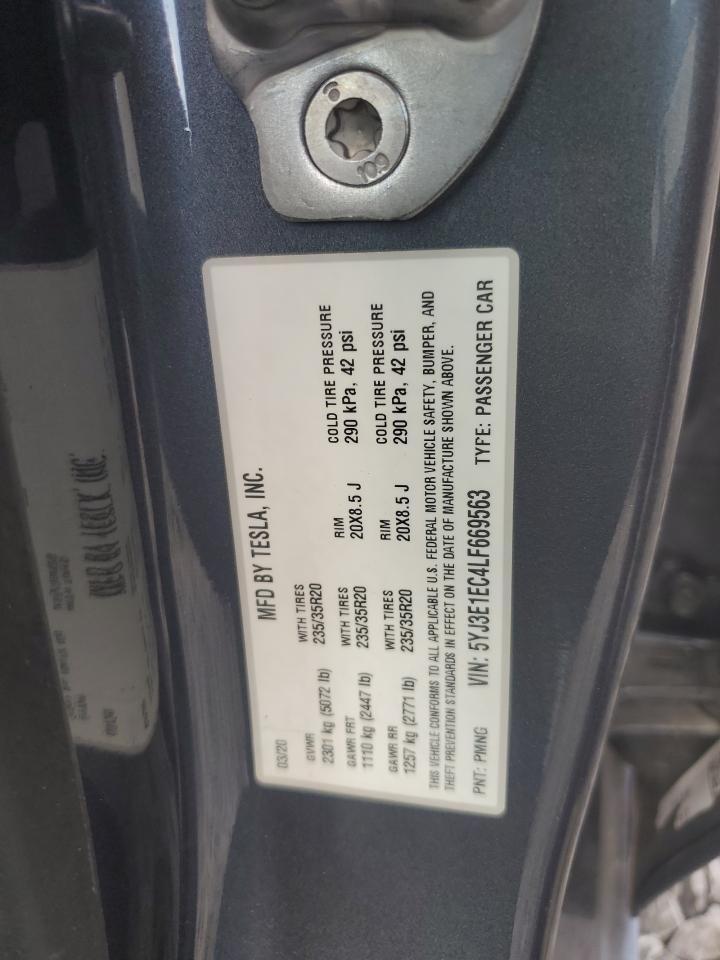 10.9
MFD BY TESLA, INC.
03/20
GVWR WITH TIRES
2301 kg (5072 lb) 235/35R20
GAWR FRT WITH TIRES RIM COLD TIRE PRESSURE
1110 kg (2447 lb) 235/35R20 20X8.5 J 290 kPa, 42 psi
GAWR RR WITH TIRES RIM COLD TIRE PRESSURE
1257 kg (2771 lb) 235/35R20 20X8.5 J 290 kPa, 42 psi
THIS VEHICLE CONFORMS TO ALL APPLICABLE U.S. FEDERAL MOTOR VEHICLE SAFETY, BUMPER, AND
THEFT PREVENTION STANDARDS IN EFFECT ON THE DATE OF MANUFACTURE SHOWN ABOVE.
PNT: PMNG VIN: 5YJ3E1EC4LF669563 TYPE: PASSENGER CAR